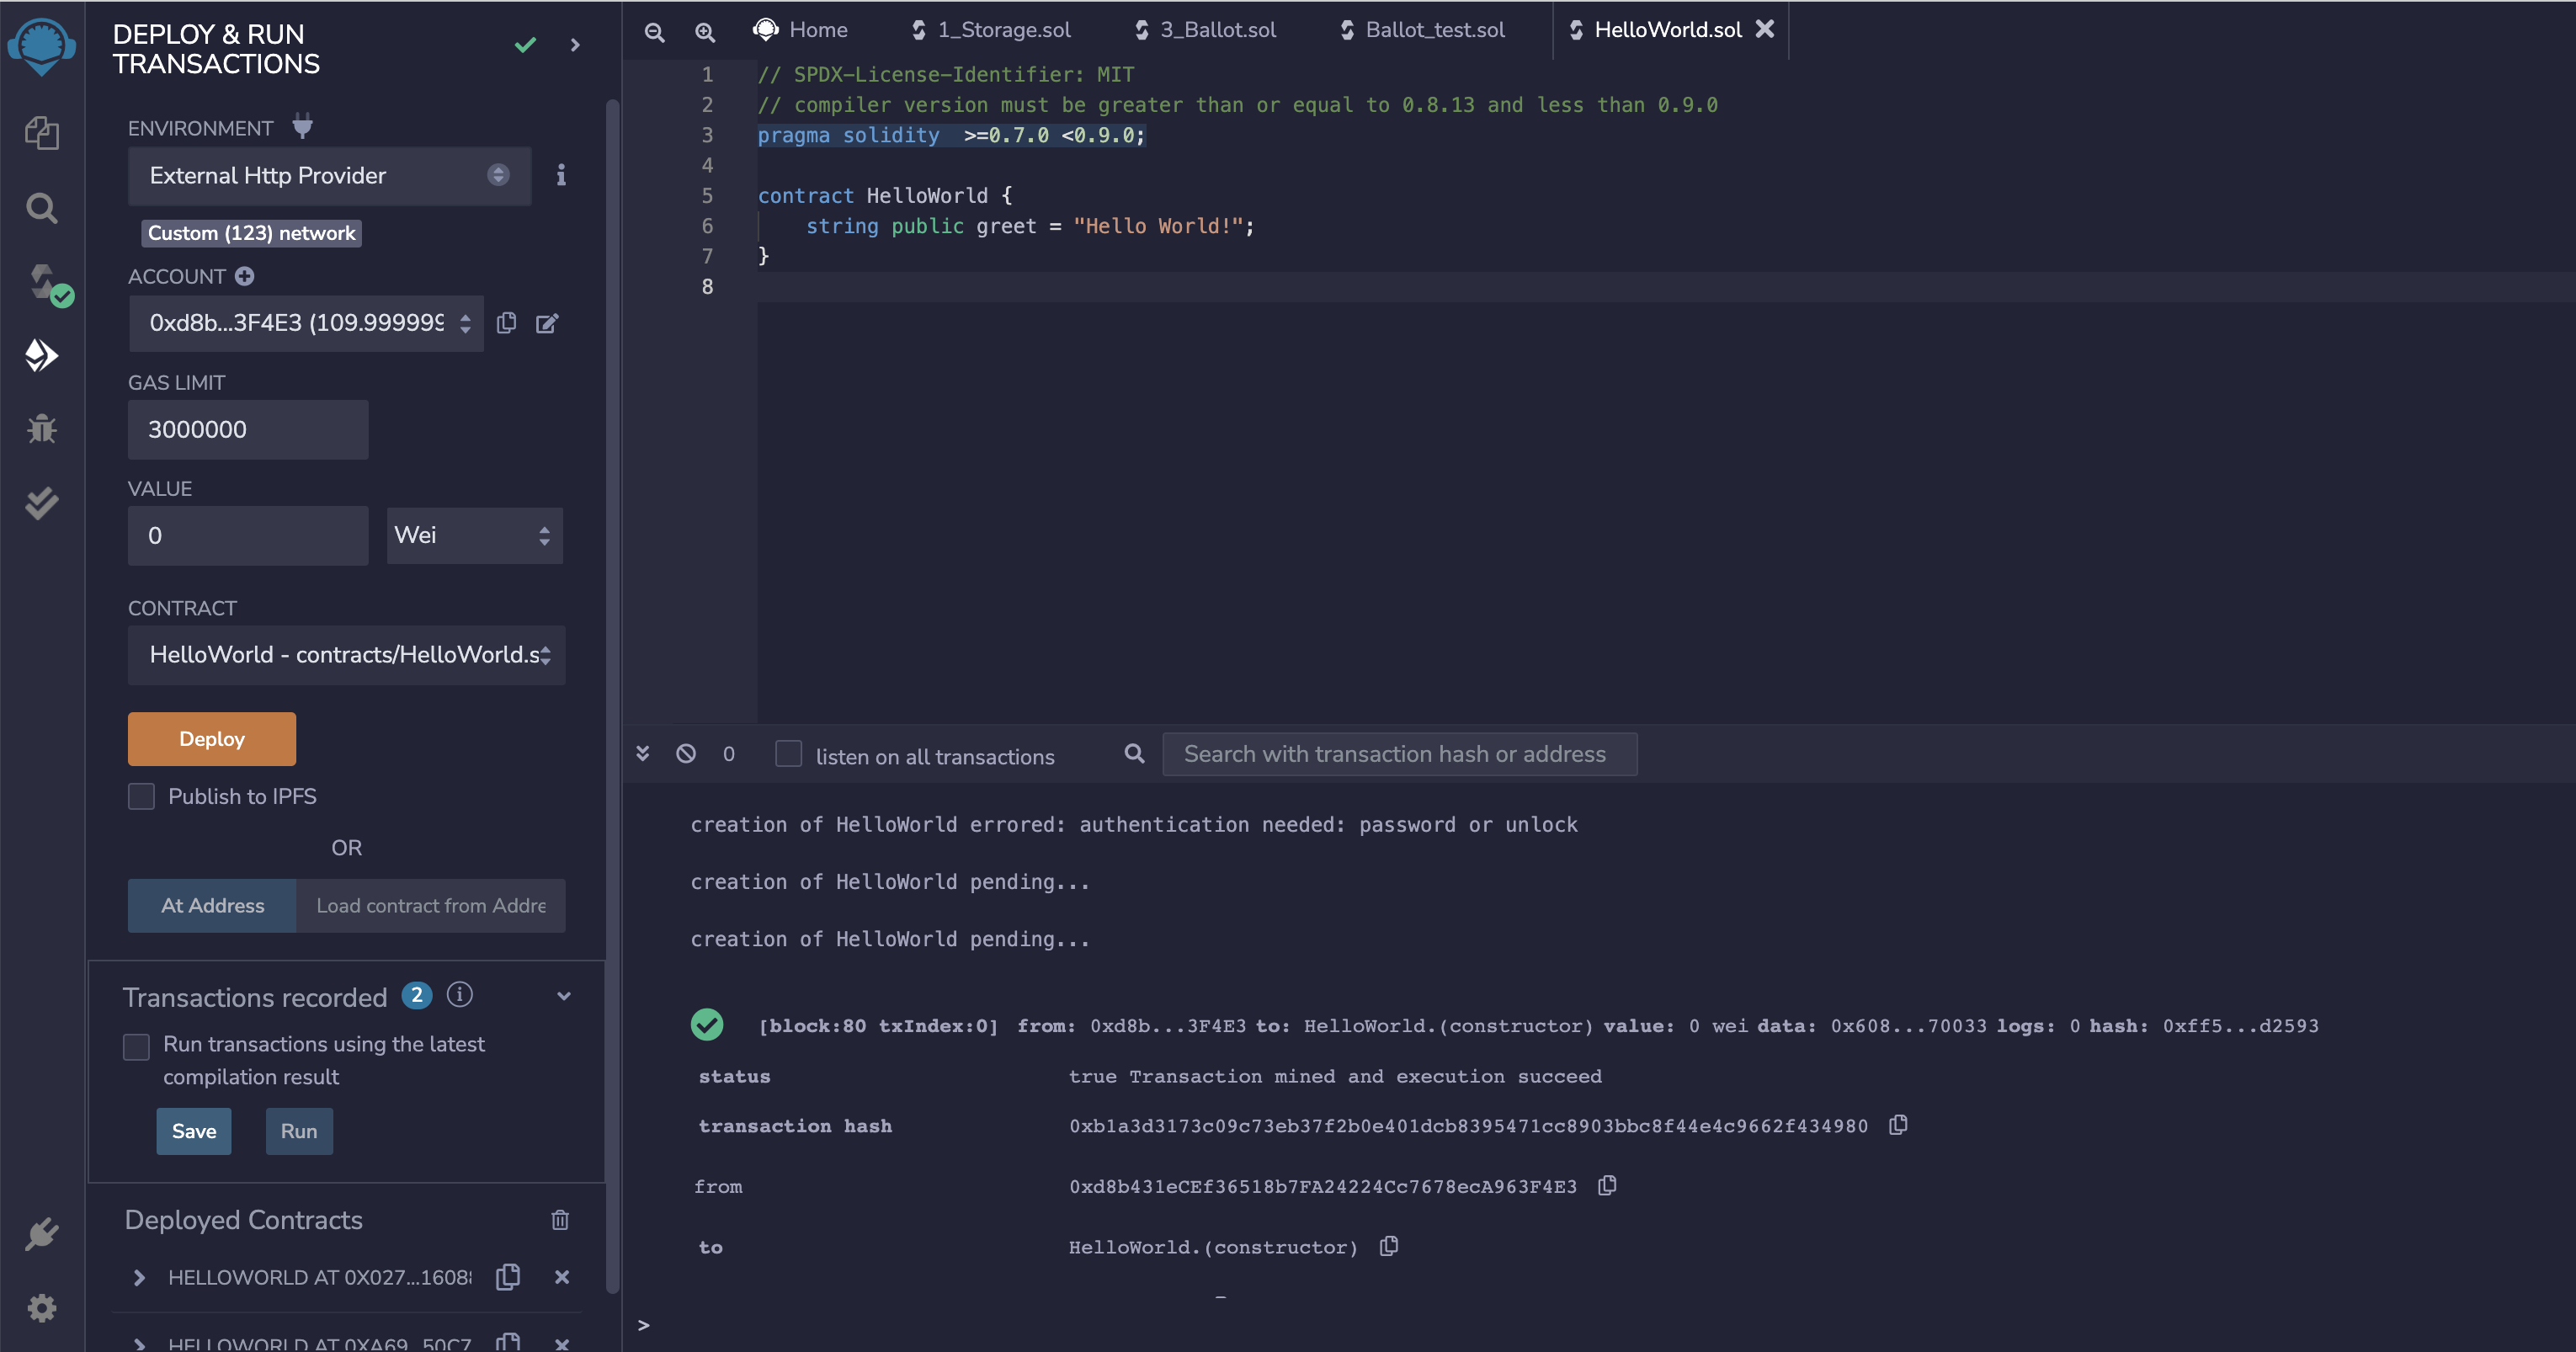 DEPLOY & RUN
TRANSACTIONS
ENVIRONMENT
External Http Provider
Custom (123) network
ACCOUNT
0xd8b...3F4E3 (109.999999
GAS LIMIT
3000000
VALUE
0
Wei
CONTRACT
HelloWorld - contracts/HelloWorld.s
Deploy
Publish to IPFS
OR
At Address
Load contract from Addre
Transactions recorded 2
Run transactions using the latest
compilation result
Save
Run
Deployed Contracts
HELLOWORLD AT 0X027...1608
HELLOWORLD AT 0XA69...50C7
Home
1_Storage.sol
3_Ballot.sol
Ballot_test.sol
HelloWorld.sol
1 // SPDX-License-Identifier: MIT
2 // compiler version must be greater than or equal to 0.8.13 and less than 0.9.0
3 pragma solidity  >=0.7.0 <0.9.0;
4
5 contract HelloWorld {
6     string public greet = "Hello World!";
7 }
8
0
listen on all transactions
Search with transaction hash or address
creation of HelloWorld errored: authentication needed: password or unlock
creation of HelloWorld pending...
creation of HelloWorld pending...
[block:80 txIndex:0] from: 0xd8b...3F4E3 to: HelloWorld.(constructor) value: 0 wei data: 0x608...70033 logs: 0 hash: 0xff5...d2593
status true Transaction mined and execution succeed
transaction hash 0xb1a3d3173c09c73eb37f2b0e401dcb8395471cc8903bbc8f44e4c9662f434980
from 0xd8b431eCEf36518b7FA24224Cc7678ecA963F4E3
to HelloWorld.(constructor)
>